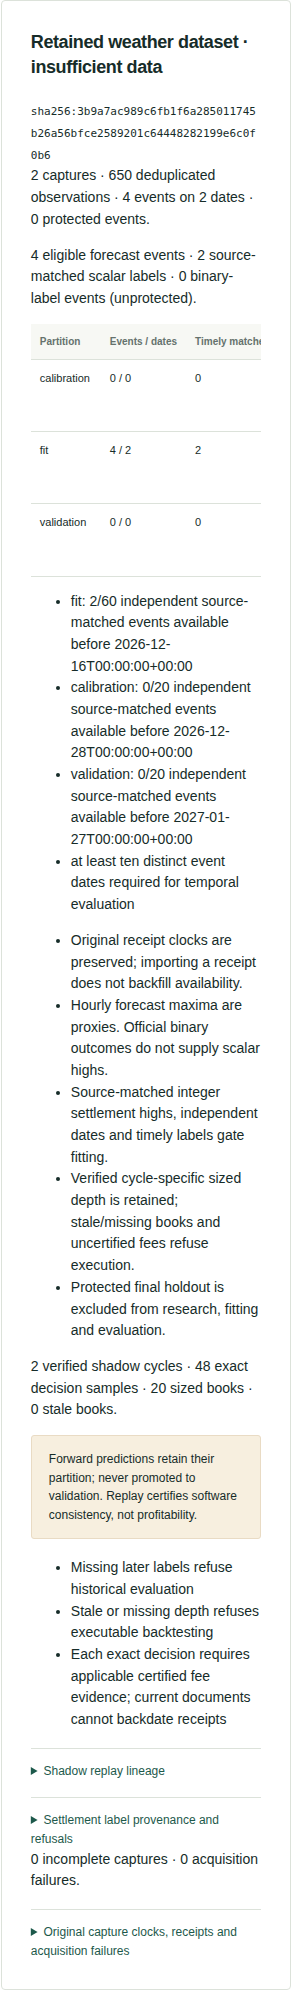 Retained weather dataset ·
insufficient data
sha256:3b9a7ac989c6fb1f6a285011745
b26a56bfce2589201c64448282199e6c0f
0b6
2 captures · 650 deduplicated
observations · 4 events on 2 dates ·
0 protected events.
4 eligible forecast events · 2 source-
matched scalar labels · 0 binary-
label events (unprotected).
Partition Events / dates Timely matche
calibration 0 / 0 0
fit 4 / 2 2
validation 0 / 0 0
• fit: 2/60 independent source-
matched events available
before 2026-12-
16T00:00:00+00:00
• calibration: 0/20 independent
source-matched events
available before 2026-12-
28T00:00:00+00:00
• validation: 0/20 independent
source-matched events
available before 2027-01-
27T00:00:00+00:00
• at least ten distinct event
dates required for temporal
evaluation
• Original receipt clocks are
preserved; importing a receipt
does not backfill availability.
• Hourly forecast maxima are
proxies. Official binary
outcomes do not supply scalar
highs.
• Source-matched integer
settlement highs, independent
dates and timely labels gate
fitting.
• Verified cycle-specific sized
depth is retained;
stale/missing books and
uncertified fees refuse
execution.
• Protected final holdout is
excluded from research, fitting
and evaluation.
2 verified shadow cycles · 48 exact
decision samples · 20 sized books ·
0 stale books.
Forward predictions retain their
partition; never promoted to
validation. Replay certifies software
consistency, not profitability.
• Missing later labels refuse
historical evaluation
• Stale or missing depth refuses
executable backtesting
• Each exact decision requires
applicable certified fee
evidence; current documents
cannot backdate receipts
▶ Shadow replay lineage
▶ Settlement label provenance and
refusals
0 incomplete captures · 0 acquisition
failures.
▶ Original capture clocks, receipts and
acquisition failures